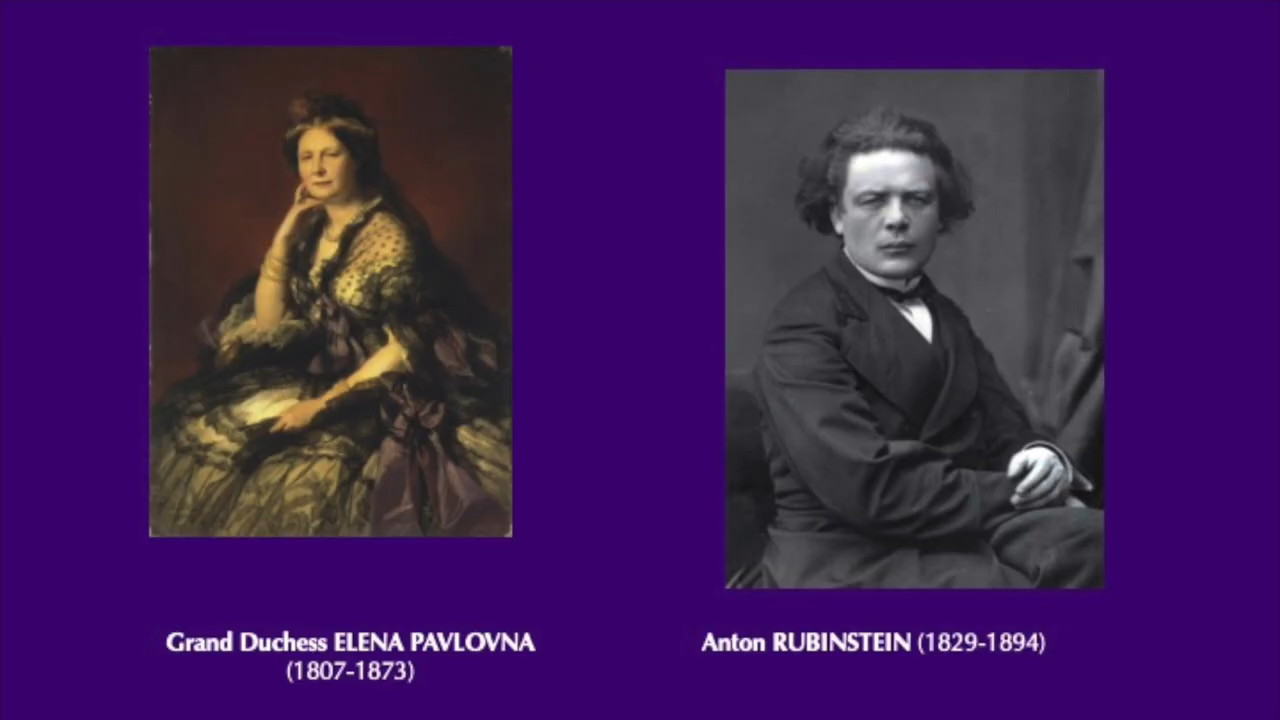 Grand Duchess ELENA PAVLOVNA
(1807-1873)
Anton RUBINSTEIN (1829-1894)